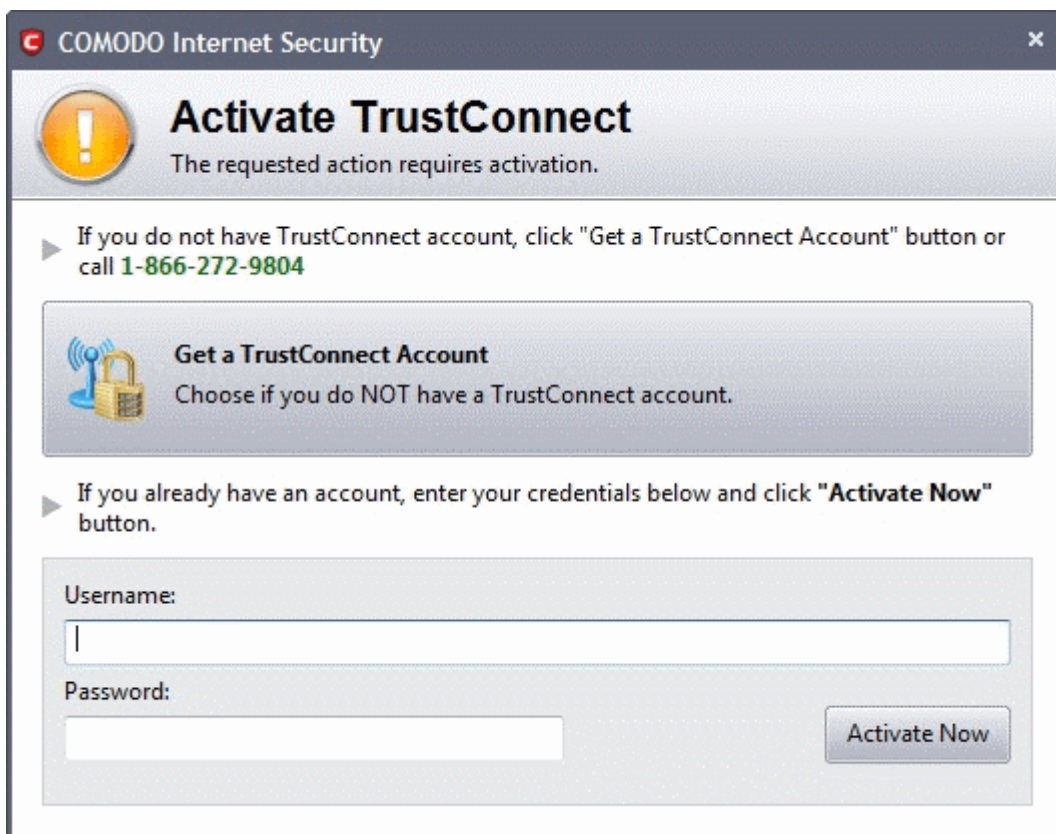 COMODO Internet Security
Activate TrustConnect
The requested action requires activation.
If you do not have TrustConnect account, click "Get a TrustConnect Account" button or
call 1-866-272-9804
Get a TrustConnect Account
Choose if you do NOT have a TrustConnect account.
If you already have an account, enter your credentials below and click "Activate Now"
button.
Username:
Password:
Activate Now